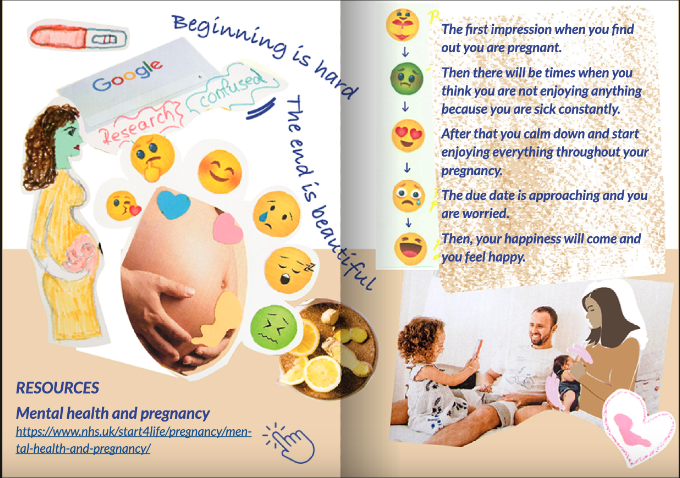 Beginning is hard
Google
Research
confused
The end is beautiful
RESOURCES
Mental health and pregnancy
https://www.nhs.uk/start4life/pregnancy/men-
tal-health-and-pregnancy/
The first impression when you find
out you are pregnant.
Then there will be times when you
think you are not enjoying anything
because you are sick constantly.
After that you calm down and start
enjoying everything throughout your
pregnancy.
The due date is approaching and you
are worried.
Then, your happiness will come and
you feel happy.